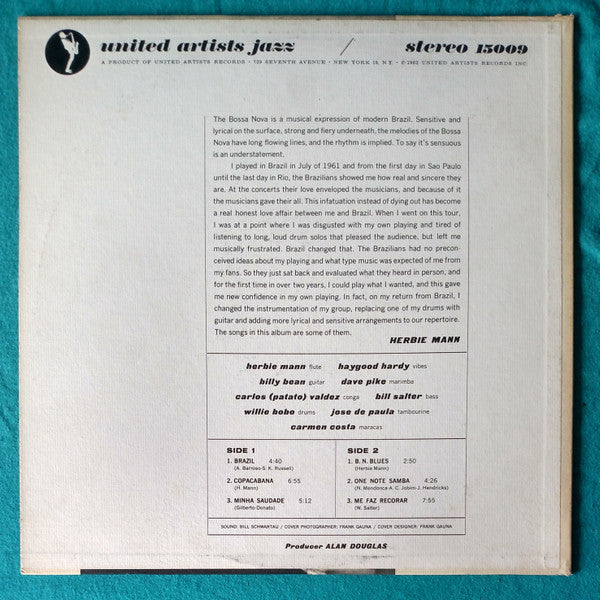 united artists jazz / stereo 15009
A PRODUCT OF UNITED ARTISTS RECORDS • 729 SEVENTH AVENUE • NEW YORK 19, N.Y. • ©1962 UNITED ARTISTS RECORDS INC.
The Bossa Nova is a musical expression of modern Brazil. Sensitive and
lyrical on the surface, strong and fiery underneath, the melodies of the Bossa
Nova have long flowing lines, and the rhythm is implied. To say it's sensuous
is an understatement.
I played in Brazil in July of 1961 and from the first day in Sao Paulo
until the last day in Rio, the Brazilians showed me how real and sincere they
are. At the concerts their love enveloped the musicians, and because of it
the musicians gave their all. This infatuation instead of dying out has become
a real honest love affair between me and Brazil. When I went on this tour,
I was at a point where I was disgusted with my own playing and tired of
listening to long, loud drum solos that pleased the audience, but left me
musically frustrated. Brazil changed that. The Brazilians had no precon-
ceived ideas about my playing and what type music was expected of me from
my fans. So they just sat back and evaluated what they heard in person, and
for the first time in over two years, I could play what I wanted, and this gave
me new confidence in my own playing. In fact, on my return from Brazil, I
changed the instrumentation of my group, replacing one of my drums with
guitar and adding more lyrical and sensitive arrangements to our repertoire.
The songs in this album are some of them.
HERBIE MANN
herbie mann flute haygood hardy vibes
billy bean guitar dave pike marimba
carlos (patato) valdez conga bill salter bass
willie bobo drums jose de paula tambourine
carmen costa maracas
SIDE 1
1. BRAZIL 4:40
(A. Barroso-S. K. Russell)
2. COPACABANA 6:55
(H. Mann)
3. MINHA SAUDADE 5:12
(Gilberto-Donato)
SIDE 2
1. B. N. BLUES 2:50
(Herbie Mann)
2. ONE NOTE SAMBA 4:26
(N. Mendonca-A. C. Jobim-J. Hendricks)
3. ME FAZ RECORAR 7:55
(W. Salter)
SOUND: BILL SCHWARTAU / COVER PHOTOGRAPHER: FRANK GAUNA / COVER DESIGNER: FRANK GAUNA
Producer ALAN DOUGLAS